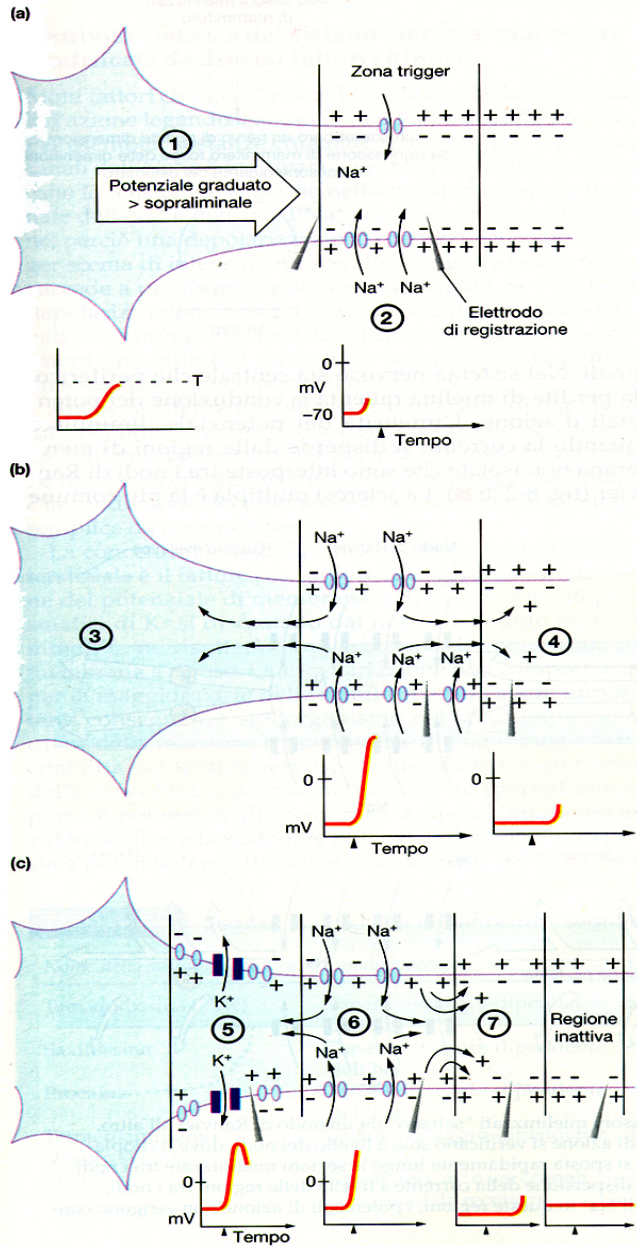 (a)
Zona trigger
+ + − − + + + +
− − + + − − − −
Na⁺
1
Potenziale graduato
> sopraliminale
− + − − + + + + +
+ + − − − −
Na⁺ Na⁺
2
Elettrodo
di registrazione
T
0
mV
−70
Tempo
(b)
Na⁺ Na⁺
− − − −
+ + + +
+ + +
− −
+
3
4
+
Na⁺ Na⁺ Na⁺
+ + + +
− − − −
0
mV
Tempo
0
(c)
Na⁺ Na⁺
− − − − − −
+ + + +
+ + + +
− − − −
K⁺
+
5
6
7
Regione
inattiva
K⁺
Na⁺ Na⁺
+
+ + + +
− − − −
0
mV
Tempo
0